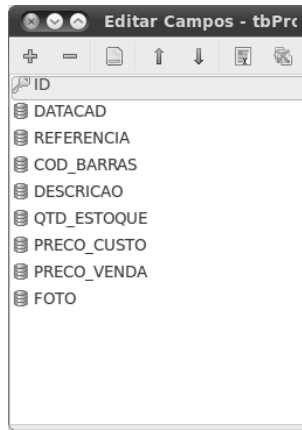 Editar Campos - tbPro
ID
DATACAD
REFERENCIA
COD_BARRAS
DESCRICAO
QTD_ESTOQUE
PRECO_CUSTO
PRECO_VENDA
FOTO